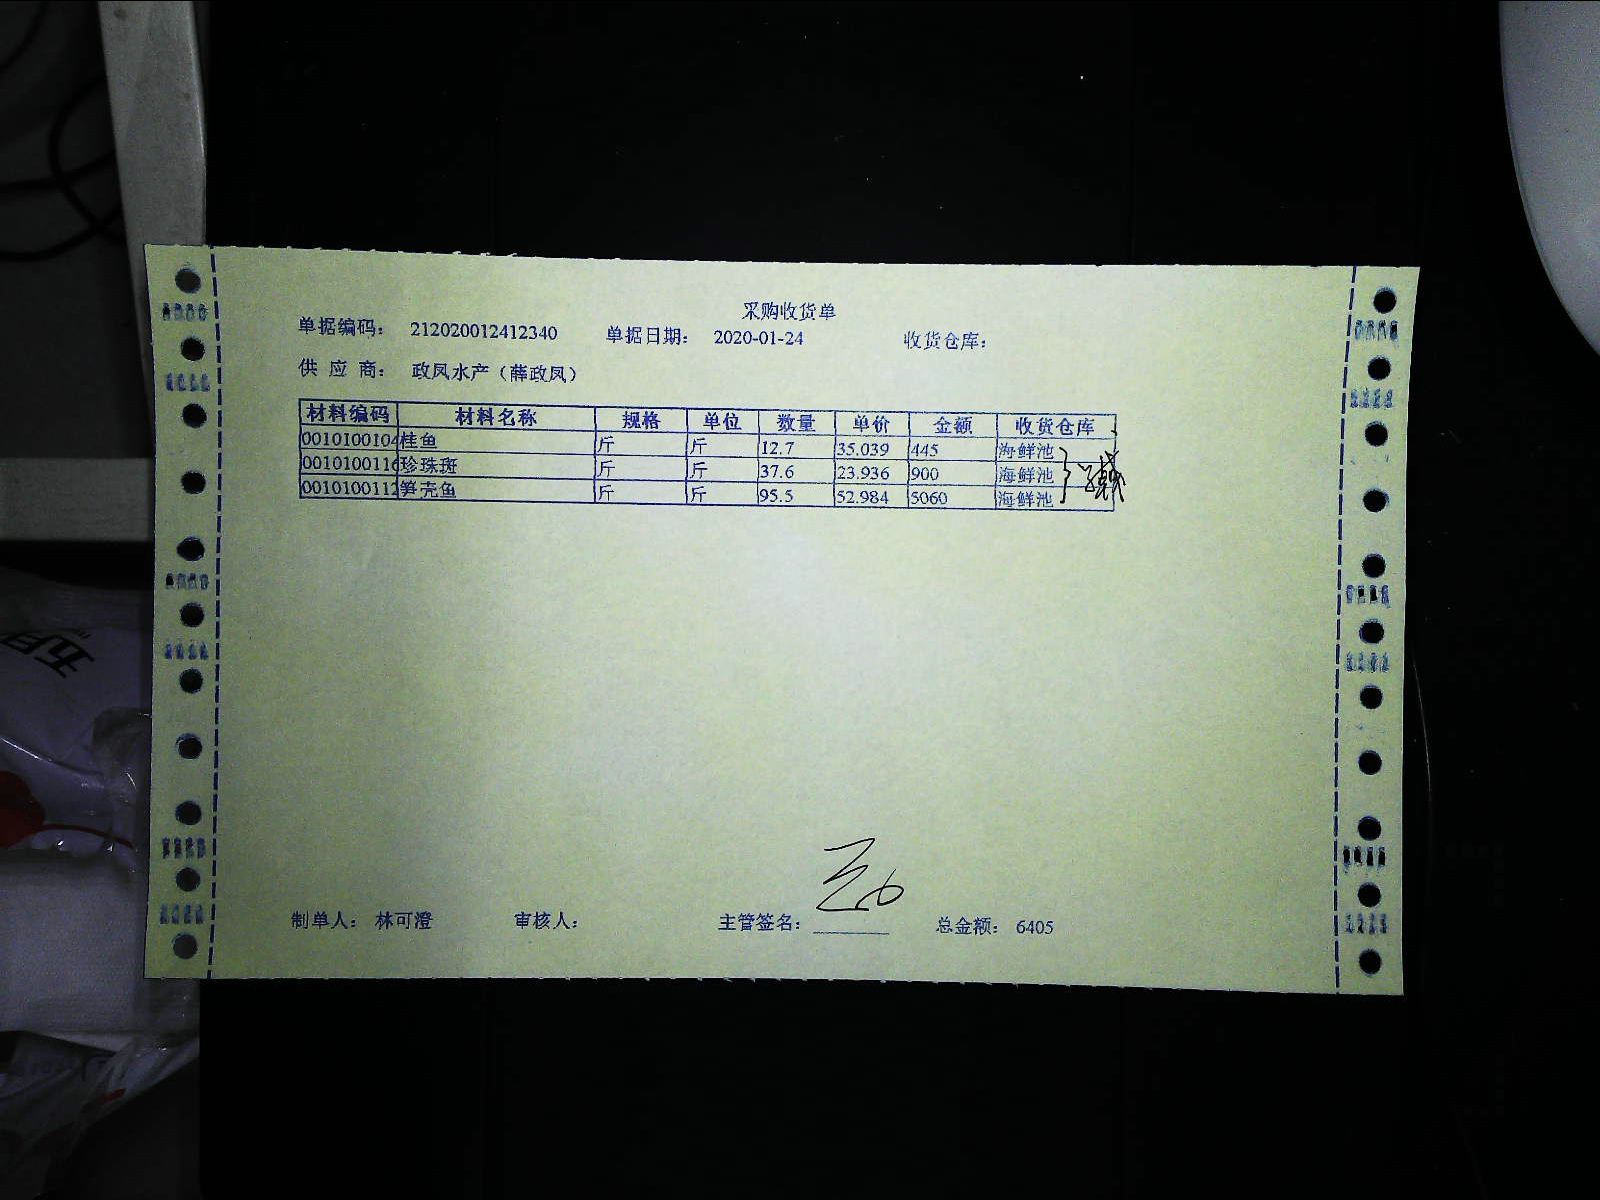 采购收货单
单据编码： 212020012412340 单据日期： 2020-01-24 收货仓库：
供 应 商： 政凤水产（薛政凤）
材料编码 材料名称 规格 单位 数量 单价 金额 收货仓库
0010100104 桂鱼 斤 斤 12.7 35.039 445 海鲜池
0010100116 珍珠斑 斤 斤 37.6 23.936 900 海鲜池
0010100112 笋壳鱼 斤 斤 95.5 52.984 5060 海鲜池
制单人： 林可澄 审核人： 主管签名： 总金额： 6405